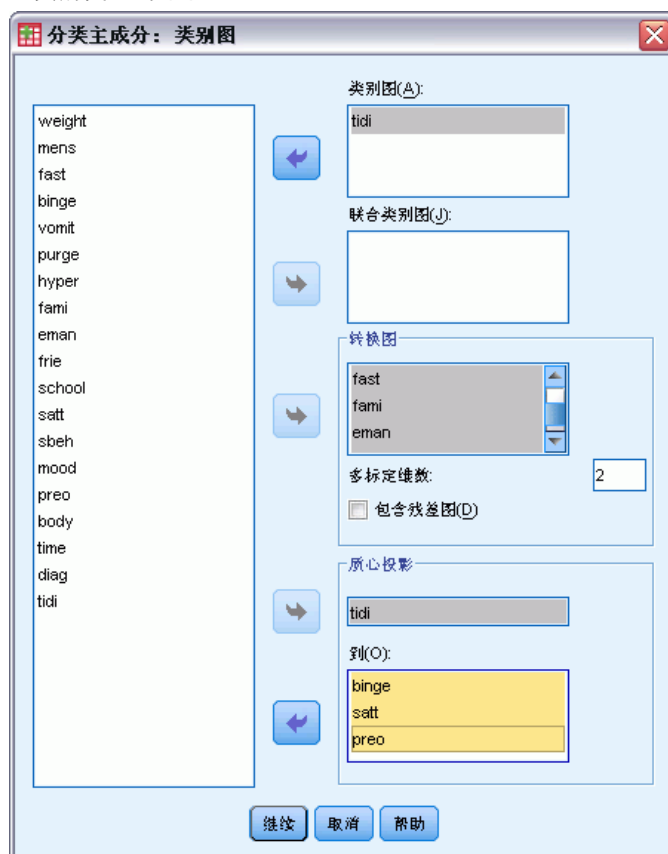 分类主成分：类别图
weight
mens
fast
binge
vomit
purge
hyper
fami
eman
frie
school
satt
sbeh
mood
preo
body
time
diag
tidi
类别图(A):
tidi
联合类别图(J):
转换图
fast
fami
eman
多标定维数:
2
包含残差图(D)
质心投影
tidi
到(O):
binge
satt
preo
继续
取消
帮助